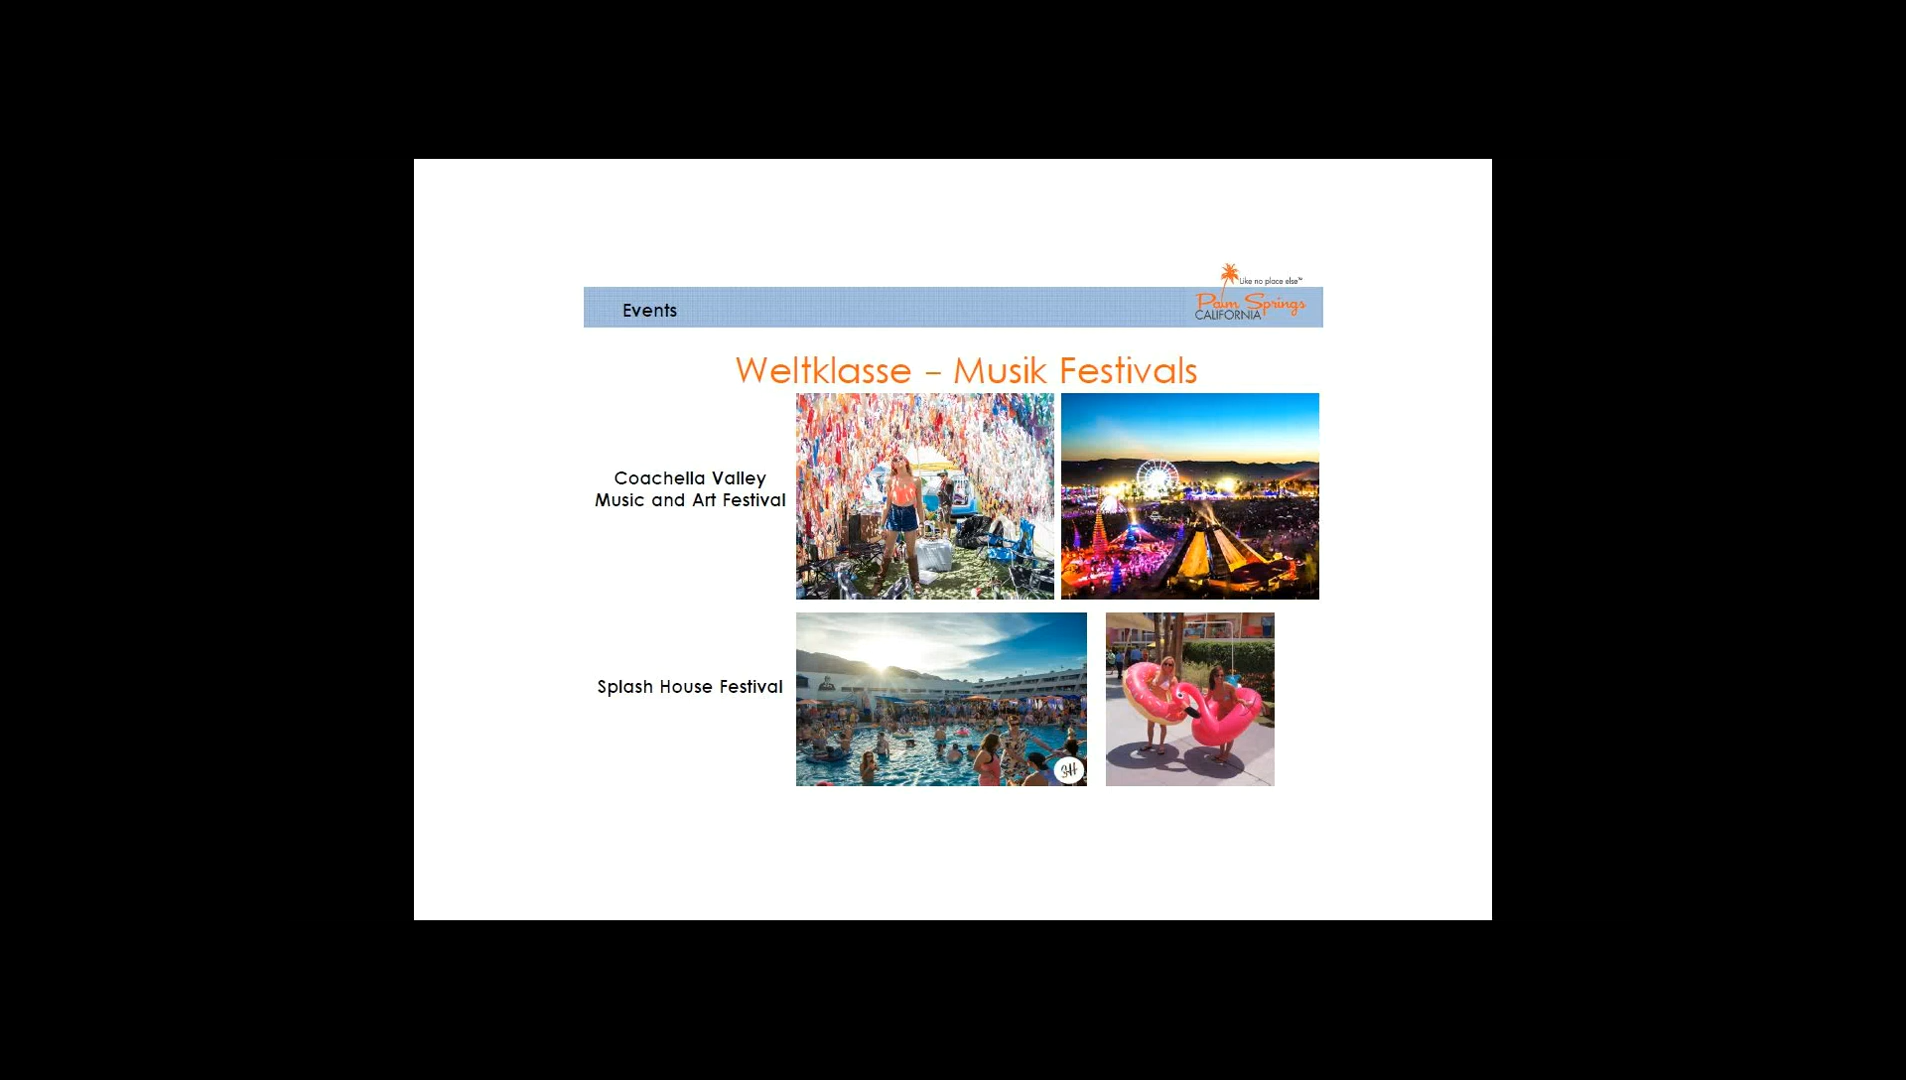 Like no place else™
Events
Palm Springs
CALIFORNIA
Weltklasse – Musik Festivals
Coachella Valley
Music and Art Festival
Splash House Festival
SH